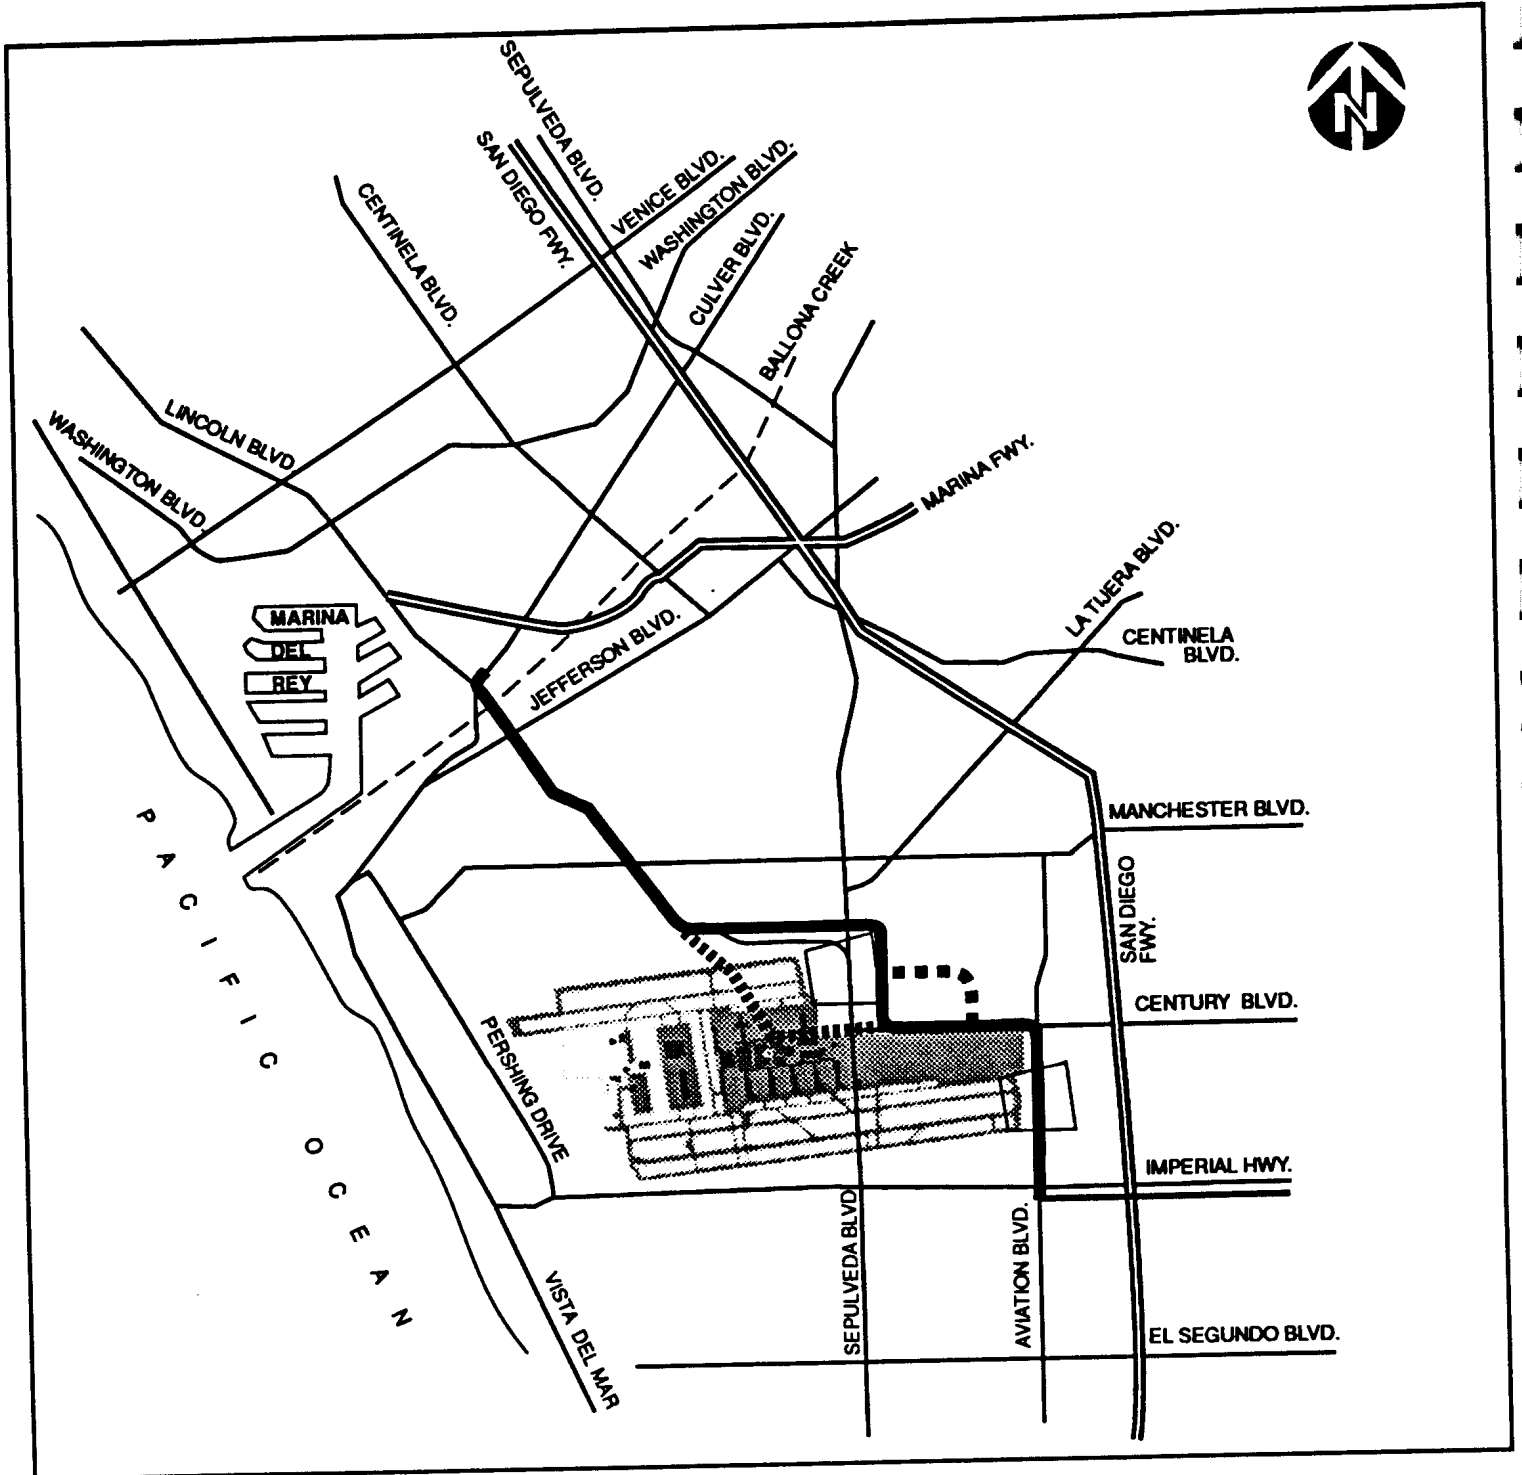 N
SEPULVEDA BLVD.
SAN DIEGO FWY.
VENICE BLVD.
WASHINGTON BLVD.
CENTINELA BLVD.
CULVER BLVD.
BALLONA CREEK
LINCOLN BLVD.
WASHINGTON BLVD.
MARINA FWY.
LA TIJERA BLVD.
MARINA
DEL
REY
JEFFERSON BLVD.
CENTINELA
BLVD.
MANCHESTER BLVD.
SAN DIEGO
FWY.
PACIFIC OCEAN
CENTURY BLVD.
PERSHING DRIVE
IMPERIAL HWY.
SEPULVEDA BLVD
AVIATION BLVD.
VISTA DEL MAR
EL SEGUNDO BLVD.